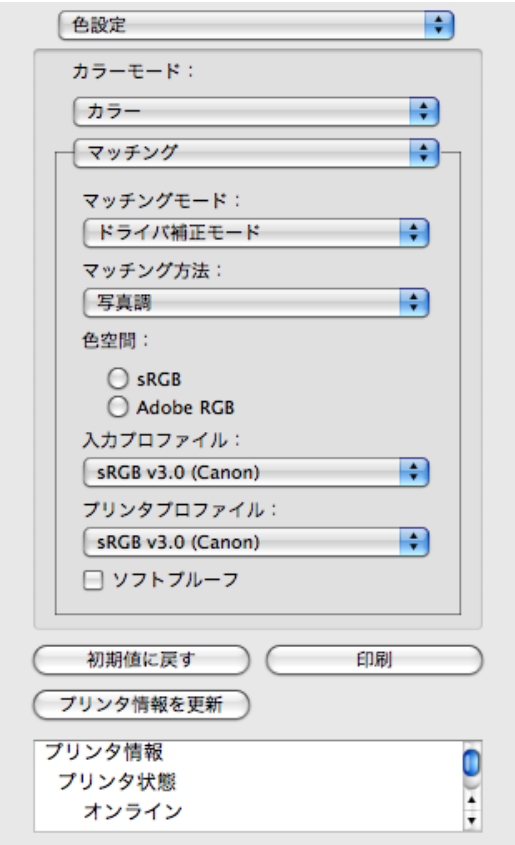 色設定
カラーモード：
カラー
マッチング
マッチングモード：
ドライバ補正モード
マッチング方法：
写真調
色空間：
sRGB
Adobe RGB
入力プロファイル：
sRGB v3.0 (Canon)
プリンタプロファイル：
sRGB v3.0 (Canon)
ソフトプルーフ
初期値に戻す 印刷
プリンタ情報を更新
プリンタ情報
プリンタ状態
オンライン